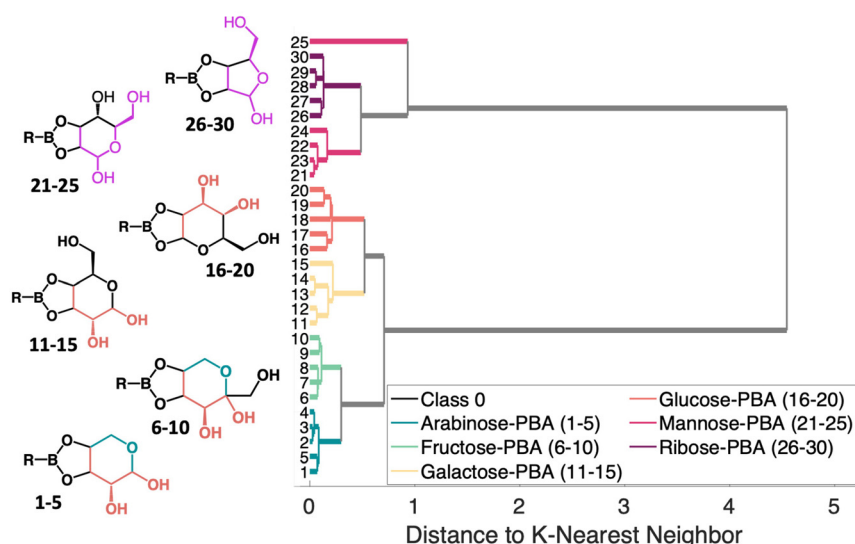 HO
O
R-B
O
O
OH
26-30
OH
OH
O
R-B
O
O
OH
21-25
OH
O
OH
R-B
O
O
OH
16-20
HO
O
O
R-B
O
OH
OH
11-15
O
O
R-B
O
OH
OH
OH
6-10
O
O
R-B
O
OH
OH
1-5
25
30
29
28
27
26
24
22
23
21
20
19
18
17
16
15
14
13
12
11
10
9
8
7
6
4
3
2
5
1
Class 0
Arabinose-PBA (1-5)
Fructose-PBA (6-10)
Galactose-PBA (11-15)
Glucose-PBA (16-20)
Mannose-PBA (21-25)
Ribose-PBA (26-30)
0 1 2 3 4 5
Distance to K-Nearest Neighbor